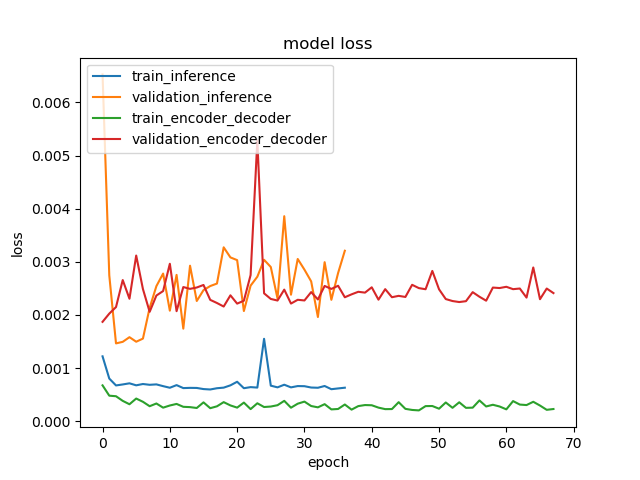 model loss
train_inference
validation_inference
train_encoder_decoder
validation_encoder_decoder
loss
0.006
0.005
0.004
0.003
0.002
0.001
0.000
0 10 20 30 40 50 60 70
epoch